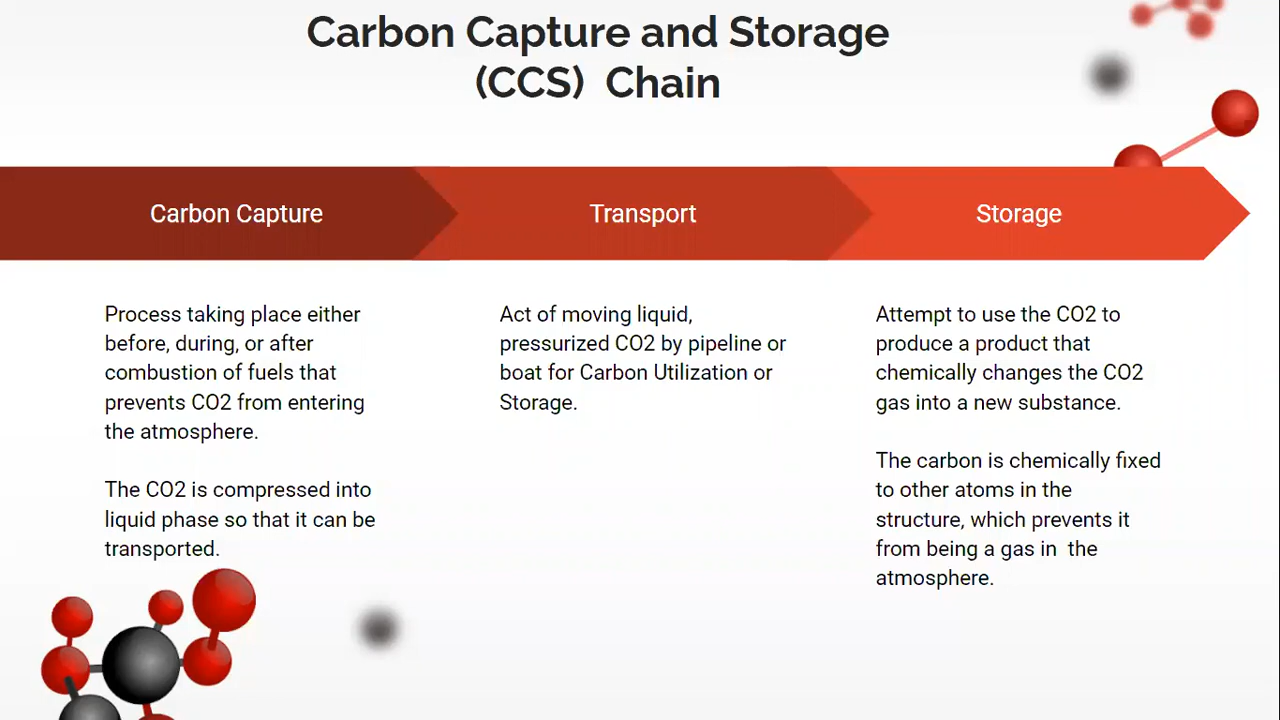 Carbon Capture and Storage
(CCS)  Chain
Carbon Capture
Transport
Storage
Process taking place either
before, during, or after
combustion of fuels that
prevents CO2 from entering
the atmosphere.
The CO2 is compressed into
liquid phase so that it can be
transported.
Act of moving liquid,
pressurized CO2 by pipeline or
boat for Carbon Utilization or
Storage.
Attempt to use the CO2 to
produce a product that
chemically changes the CO2
gas into a new substance.
The carbon is chemically fixed
to other atoms in the
structure, which prevents it
from being a gas in  the
atmosphere.